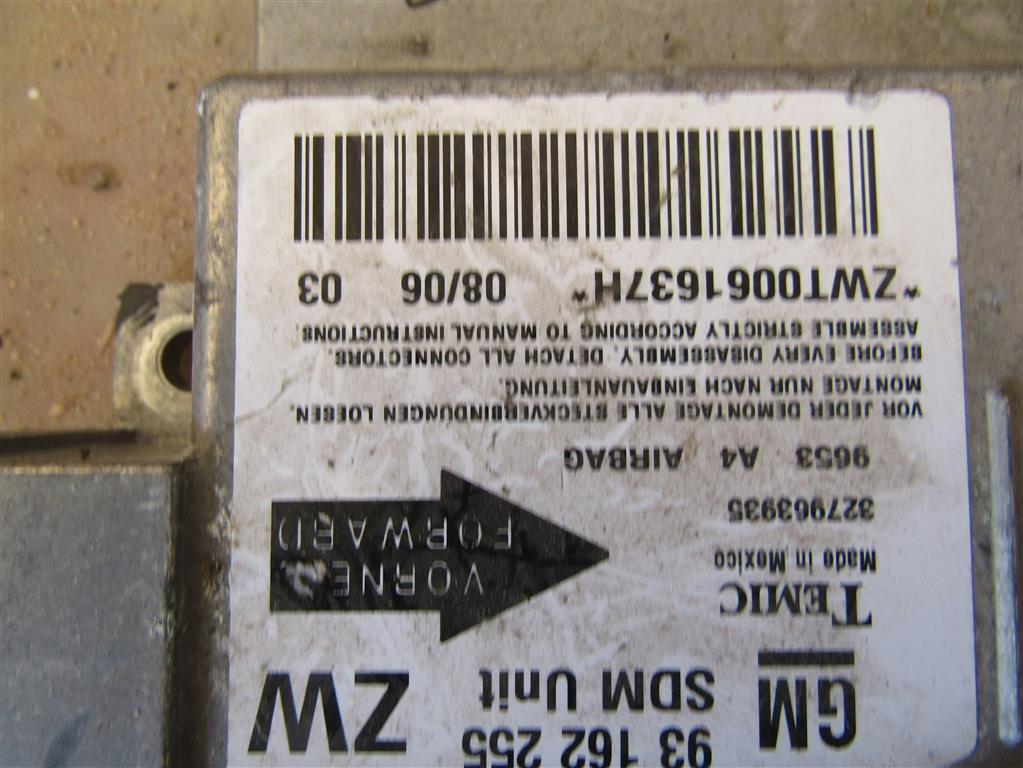 GM 93 162 255 ZW
SDM Unit
TEMIC
Made in Mexico
327963935
9653 A4 AIRBAG
VORNE
FORWARD
VOR JEDER DEMONTAGE ALLE STECKVERBINDUNGEN LOESEN.
MONTAGE NUR NACH EINBAUANLEITUNG.
BEFORE EVERY DISASSEMBLY, DETACH ALL CONNECTORS.
ASSEMBLE STRICTLY ACCORDING TO MANUAL INSTRUCTIONS.
*ZWT0061637H* 08/06 03